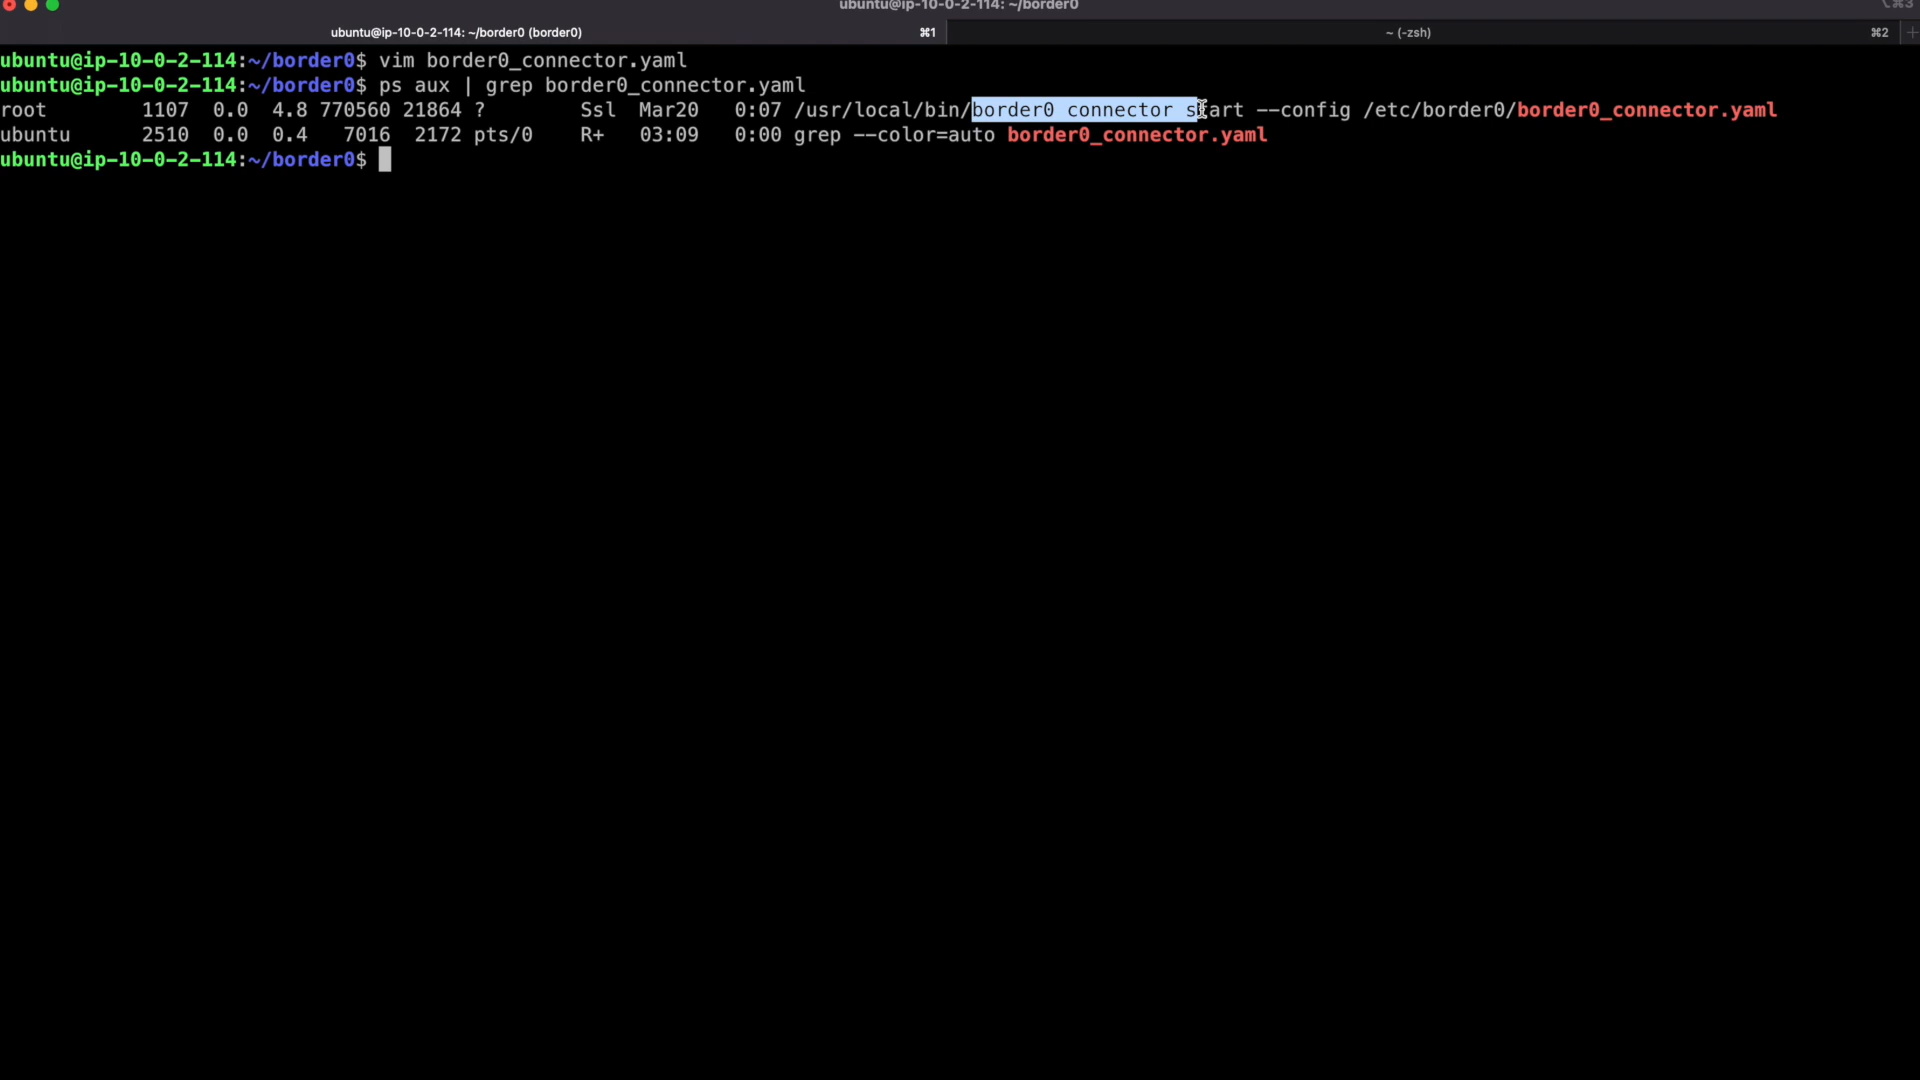 ubuntu@ip-10-0-2-114: ~/border0
⌥⌘3
ubuntu@ip-10-0-2-114: ~/border0 (border0) ⌘1 ~ (-zsh) ⌘2 +
ubuntu@ip-10-0-2-114:~/border0$ vim border0_connector.yaml
ubuntu@ip-10-0-2-114:~/border0$ ps aux | grep border0_connector.yaml
root        1107  0.0  4.8 770560 21864 ?        Ssl  Mar20   0:07 /usr/local/bin/border0 connector start --config /etc/border0/border0_connector.yaml
ubuntu      2510  0.0  0.4   7016  2172 pts/0    R+   03:09   0:00 grep --color=auto border0_connector.yaml
ubuntu@ip-10-0-2-114:~/border0$